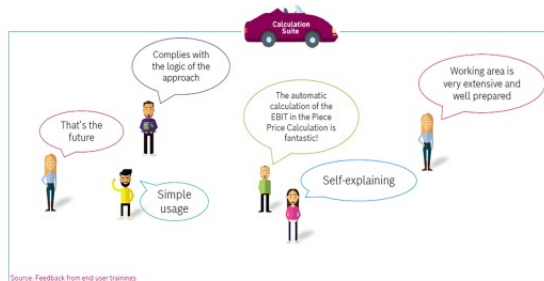 Calculation
Suite
Complies with
the logic of the
approach
Working area is
very extensive and
well prepared
The automatic
calculation of the
EBIT in the Piece
Price Calculation is
fantastic!
That's the
future
Simple
usage
Self-explaining
Source: Feedback from end user trainings